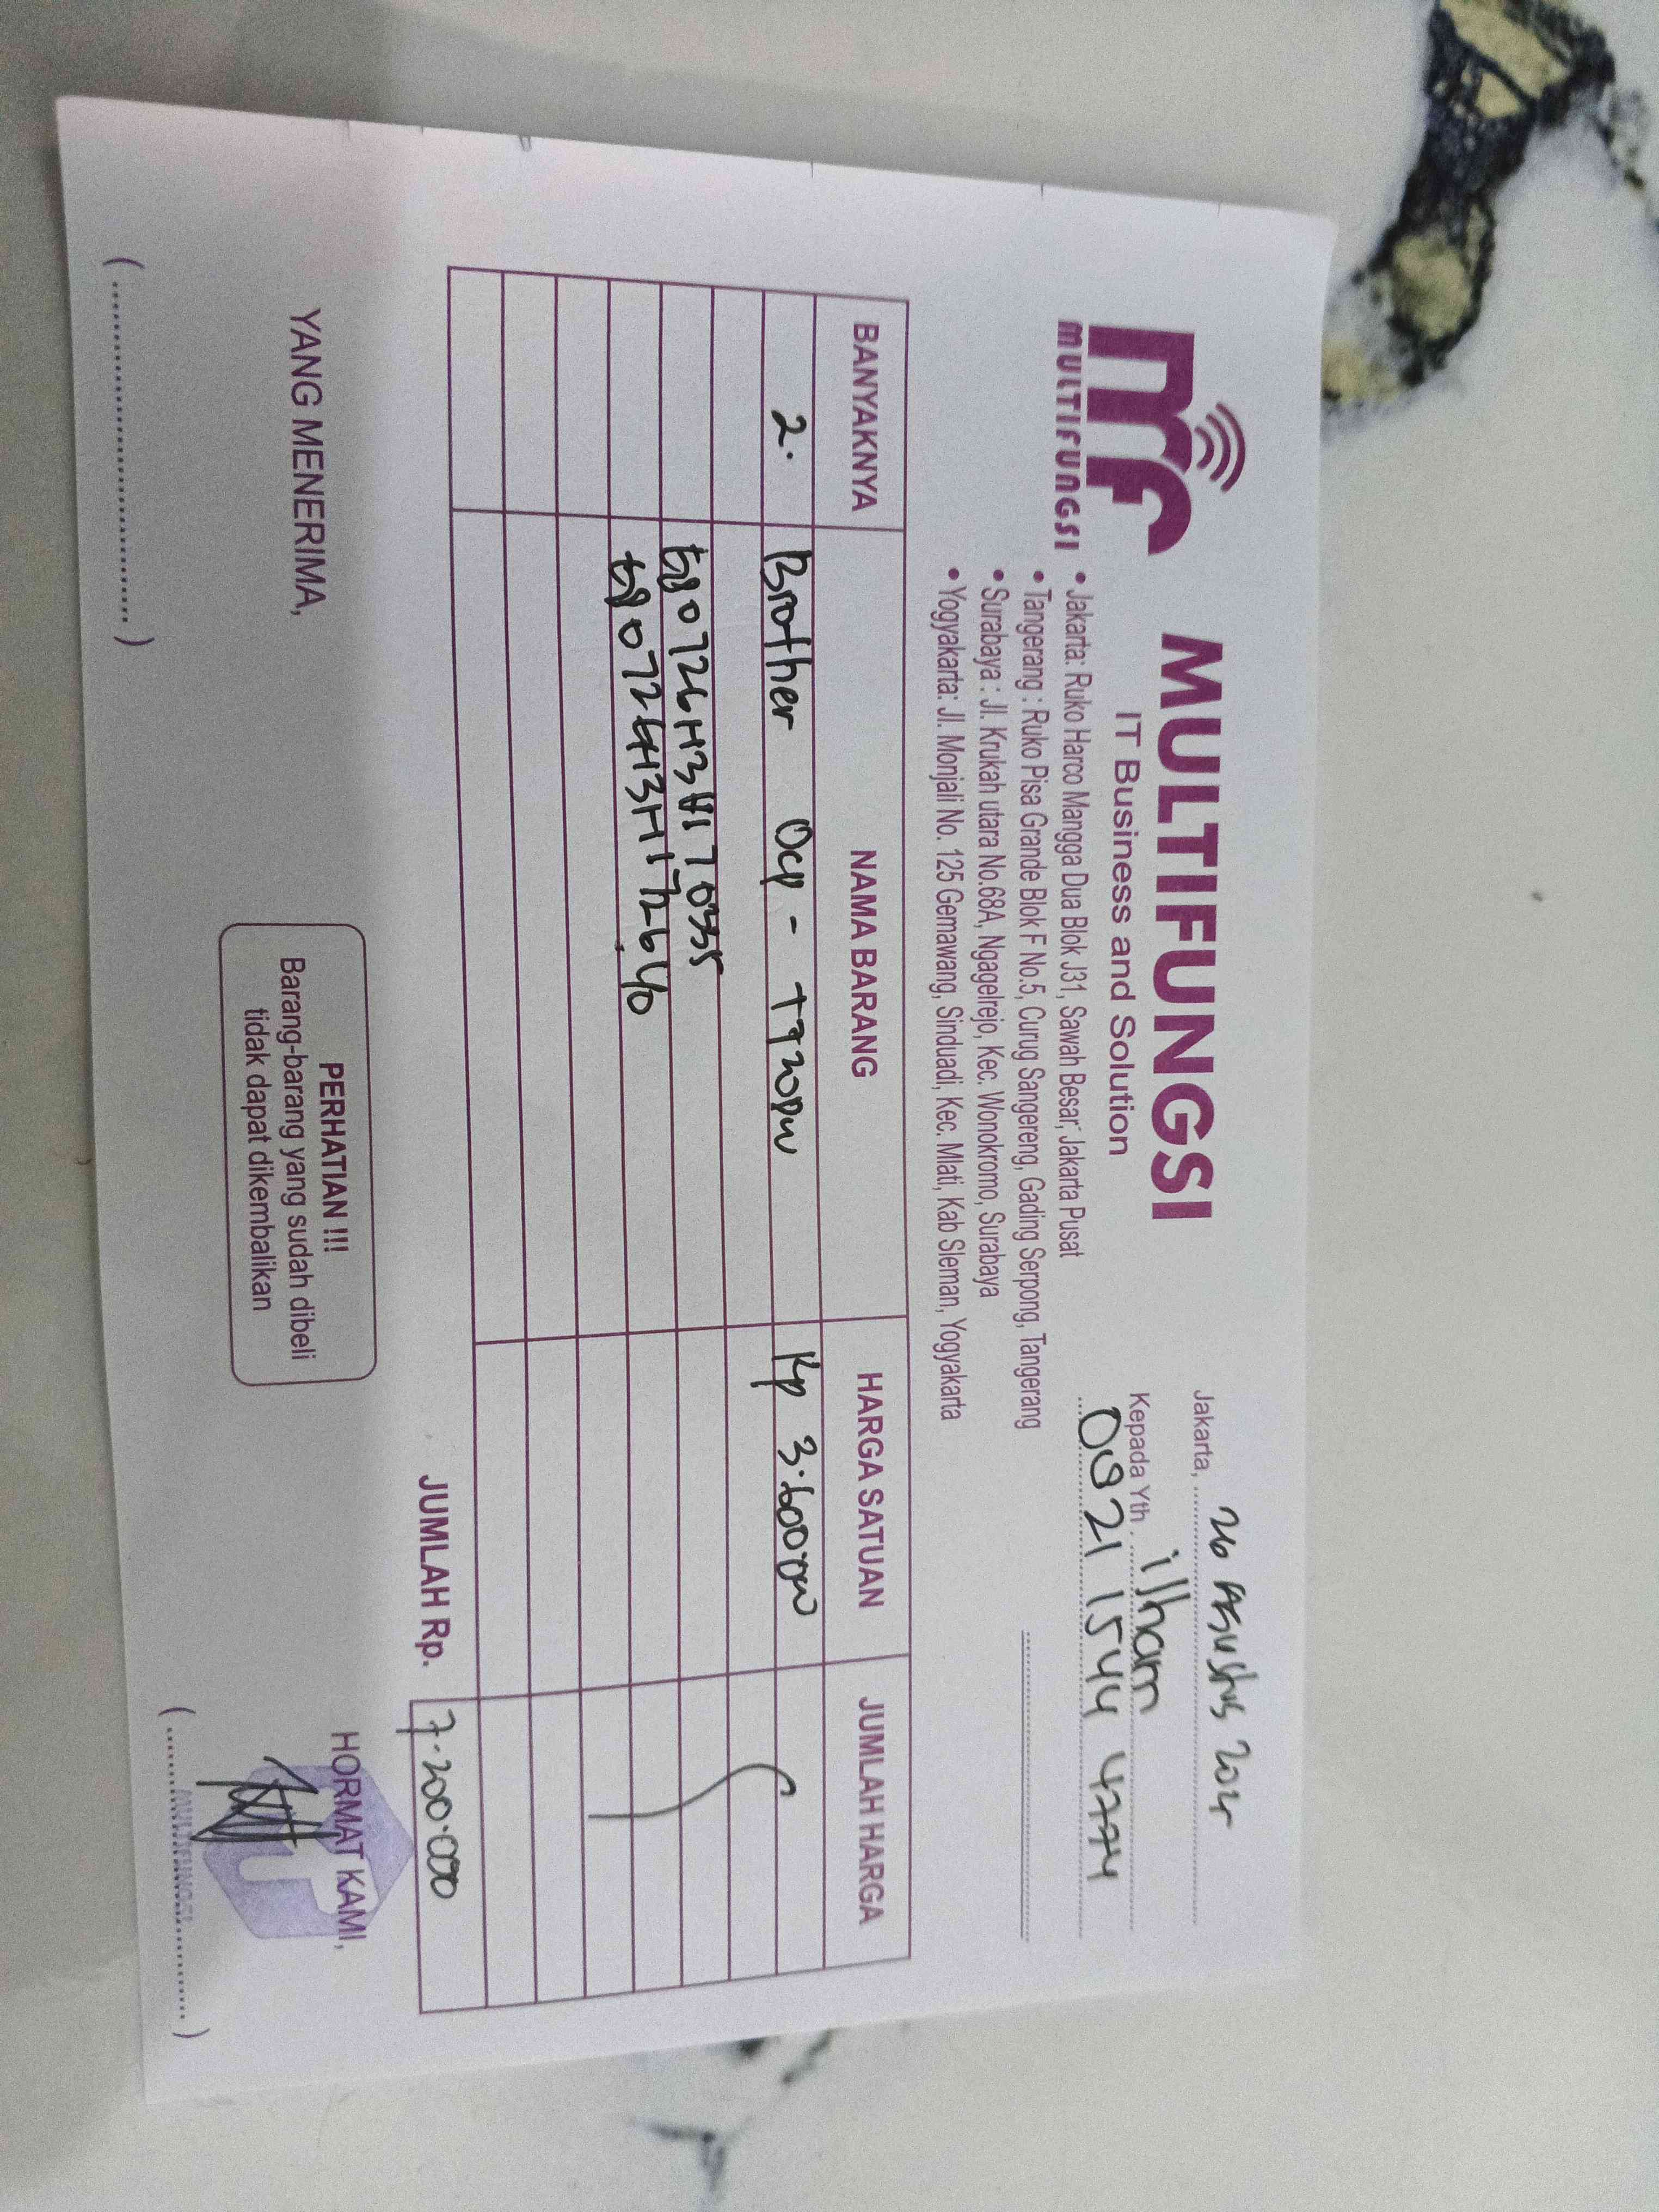 MULTIFUNGSI
MULTIFUNGSI
IT Business and Solution
• Jakarta: Ruko Harco Mangga Dua Blok J31, Sawah Besar, Jakarta Pusat
• Tangerang : Ruko Pisa Grande Blok F No.5, Curug Sangereng, Gading Serpong, Tangerang
• Surabaya : Jl. Krukah utara No.68A, Ngagelrejo, Kec. Wonokromo, Surabaya
• Yogyakarta: Jl. Monjali No. 125 Gemawang, Sinduadi, Kec. Mlati, Kab Sleman, Yogyakarta
Jakarta, 26 Agustus 2025
Kepada Yth. ilham
0821 1544 4774
BANYAKNYA NAMA BARANG HARGA SATUAN JUMLAH HARGA
2. Brother Dcp - T720DW Rp 3.600.000
JUMLAH Rp. 7.200.000
YANG MENERIMA,
PERHATIAN !!!
Barang-barang yang sudah dibeli
tidak dapat dikembalikan
HORMAT KAMI,
MULTIFUNGSI